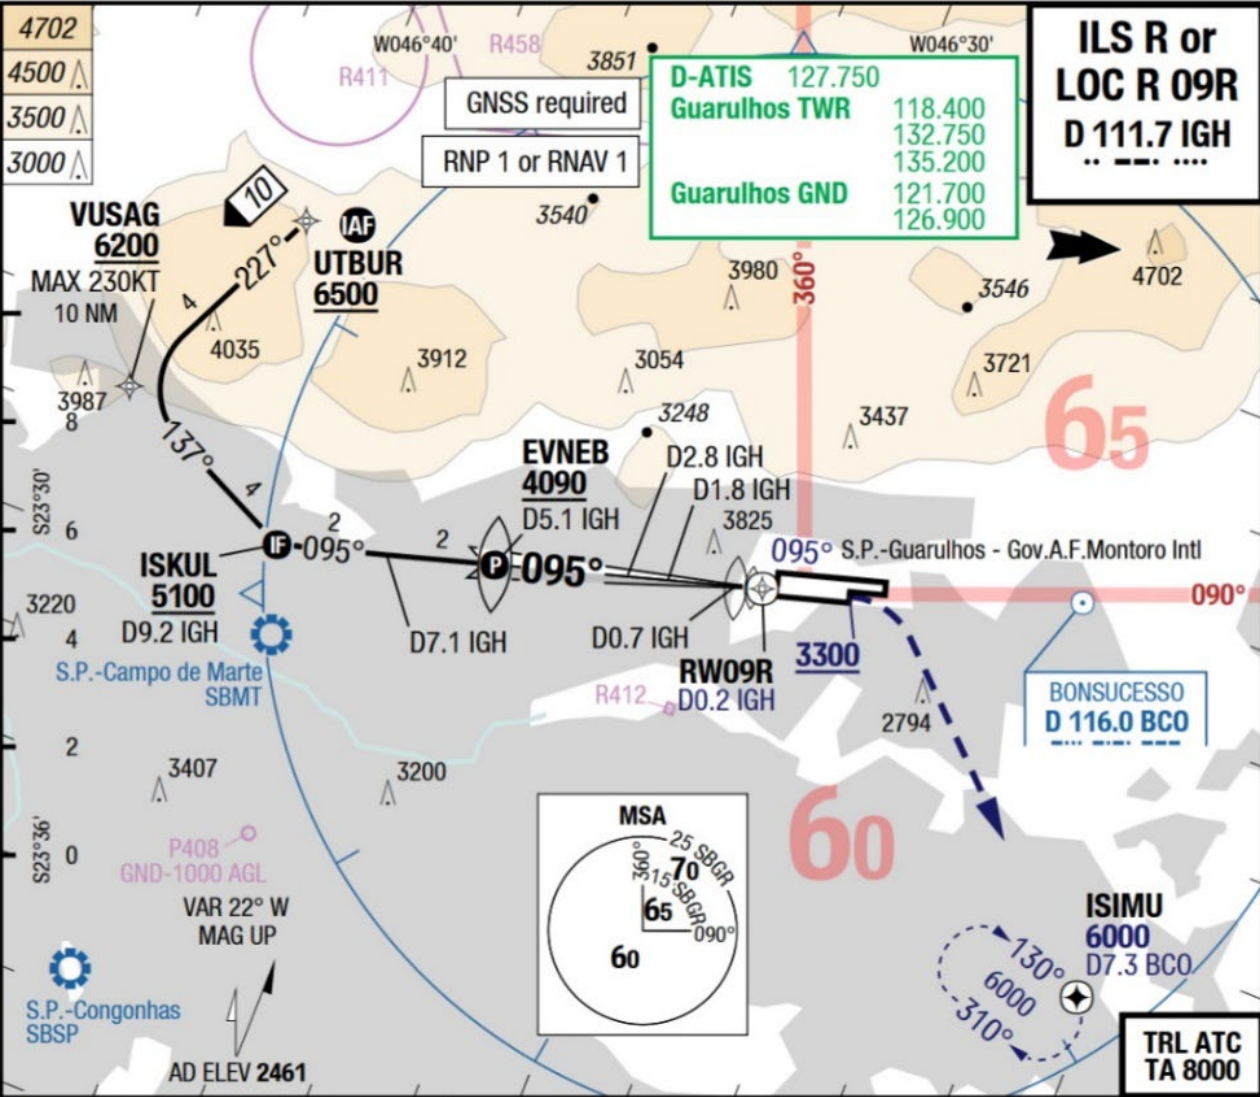 4702
4500
3500
3000
W046°40'
R458
R411
3851
W046°30'
GNSS required
RNP 1 or RNAV 1
D-ATIS 127.750
Guarulhos TWR 118.400
132.750
135.200
Guarulhos GND 121.700
126.900
ILS R or
LOC R 09R
D 111.7 IGH
10
3540
VUSAG
6200
MAX 230KT
10 NM
IAF
UTBUR
6500
227°
4
4035
3912
3980
360°
3546
4702
3054
3721
3987
8
137°
4
3248
3437
65
EVNEB
4090
D5.1 IGH
D2.8 IGH
D1.8 IGH
3825
S23°30'
6
IF
2
095°
2
P
095°
095° S.P.-Guarulhos - Gov.A.F.Montoro Intl
090°
ISKUL
5100
D9.2 IGH
3220
4
D7.1 IGH
D0.7 IGH
RW09R
D0.2 IGH
3300
S.P.-Campo de Marte
SBMT
R412
2794
BONSUCESSO
D 116.0 BCO
2
3407
3200
60
S23°36'
0
P408
GND-1000 AGL
VAR 22° W
MAG UP
MSA
25 SBGR
360°
70
15 SBGR
65
090°
60
ISIMU
6000
D7.3 BCO
130°
6000
310°
S.P.-Congonhas
SBSP
AD ELEV 2461
TRL ATC
TA 8000